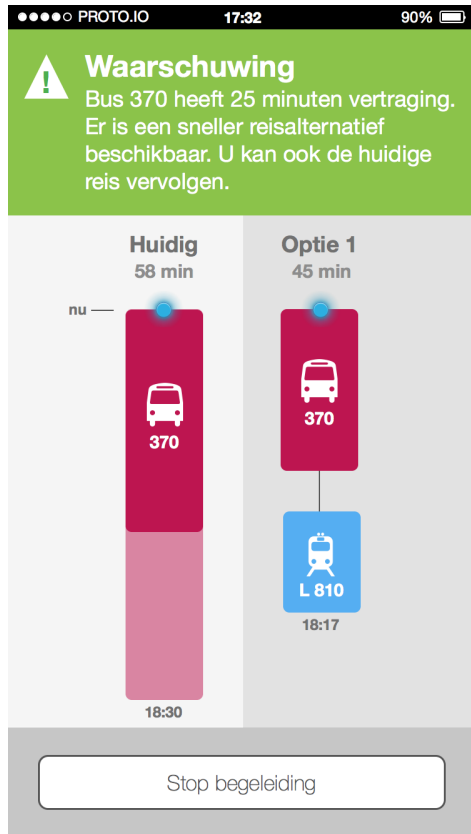 PROTO.IO 17:32 90%
Waarschuwing
Bus 370 heeft 25 minuten vertraging.
Er is een sneller reisalternatief
beschikbaar. U kan ook de huidige
reis vervolgen.
Huidig
58 min
Optie 1
45 min
nu
370
18:30
370
L 810
18:17
Stop begeleiding